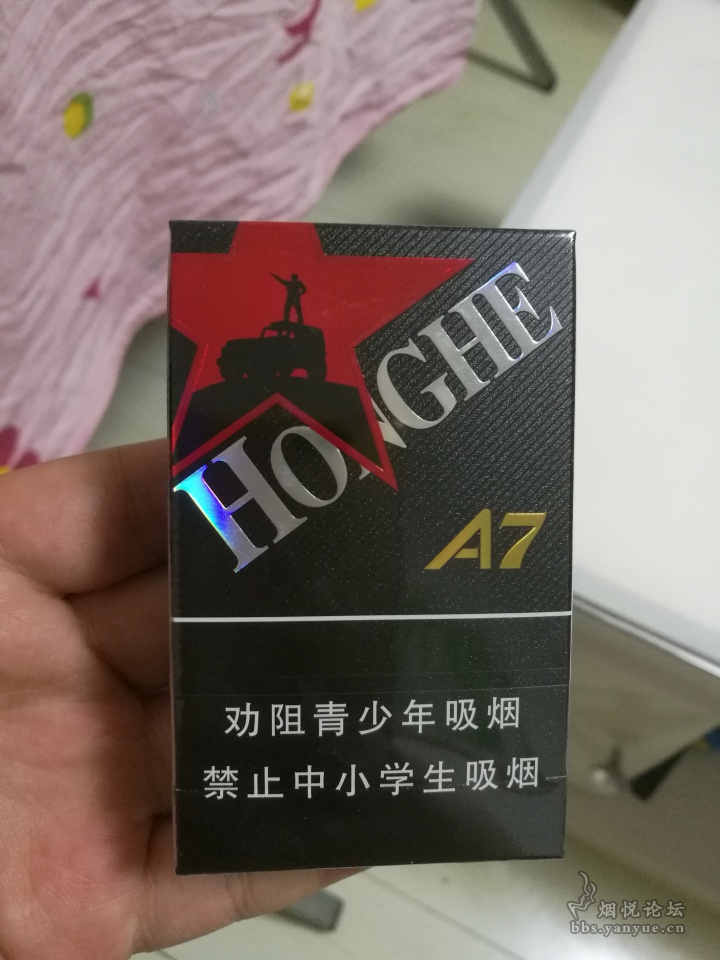 HONGHE
A7
劝阻青少年吸烟
禁止中小学生吸烟
烟悦论坛
bbs.yanyue.cn